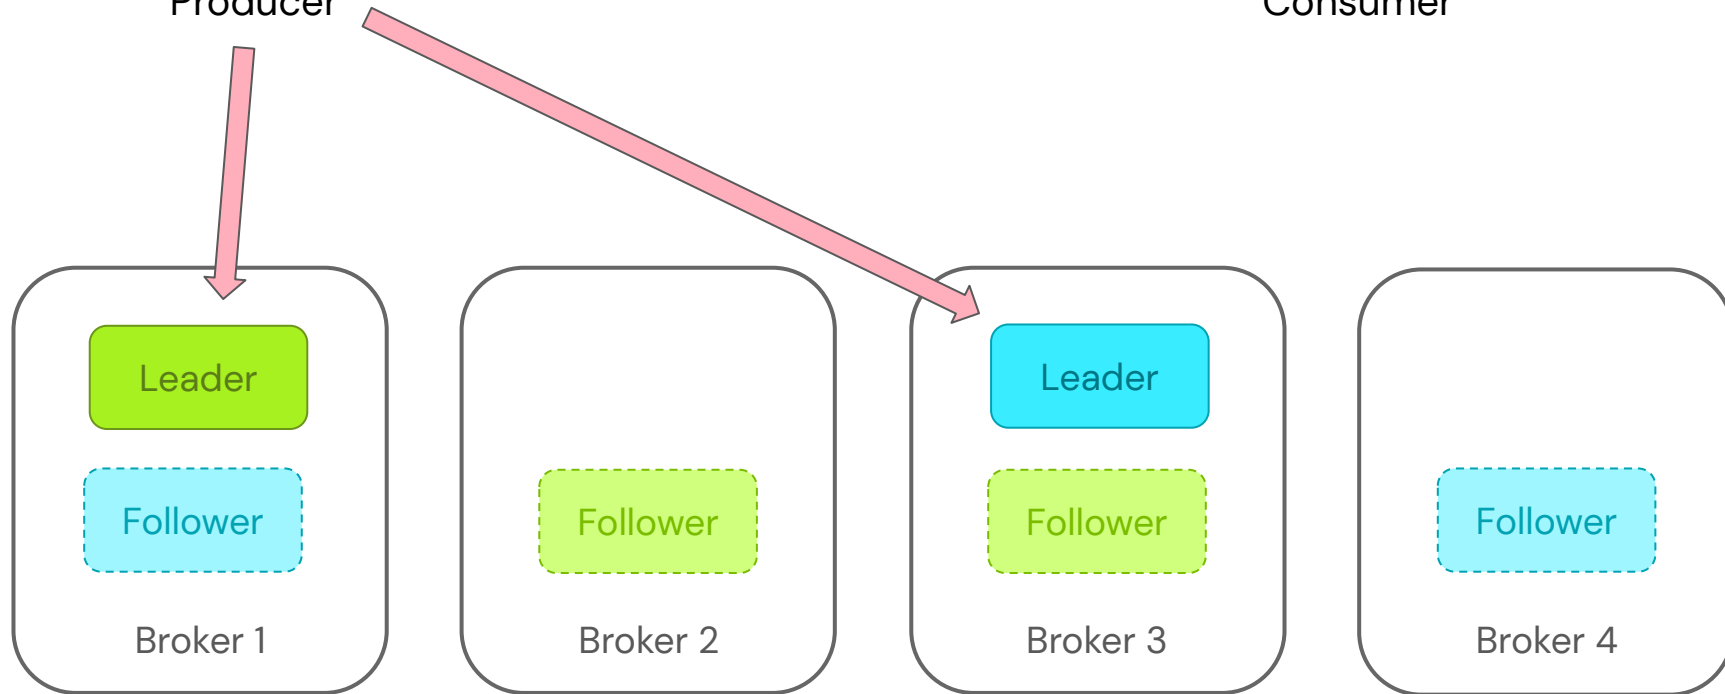 Producer
Consumer
Leader
Follower
Broker 1
Follower
Broker 2
Leader
Follower
Broker 3
Follower
Broker 4